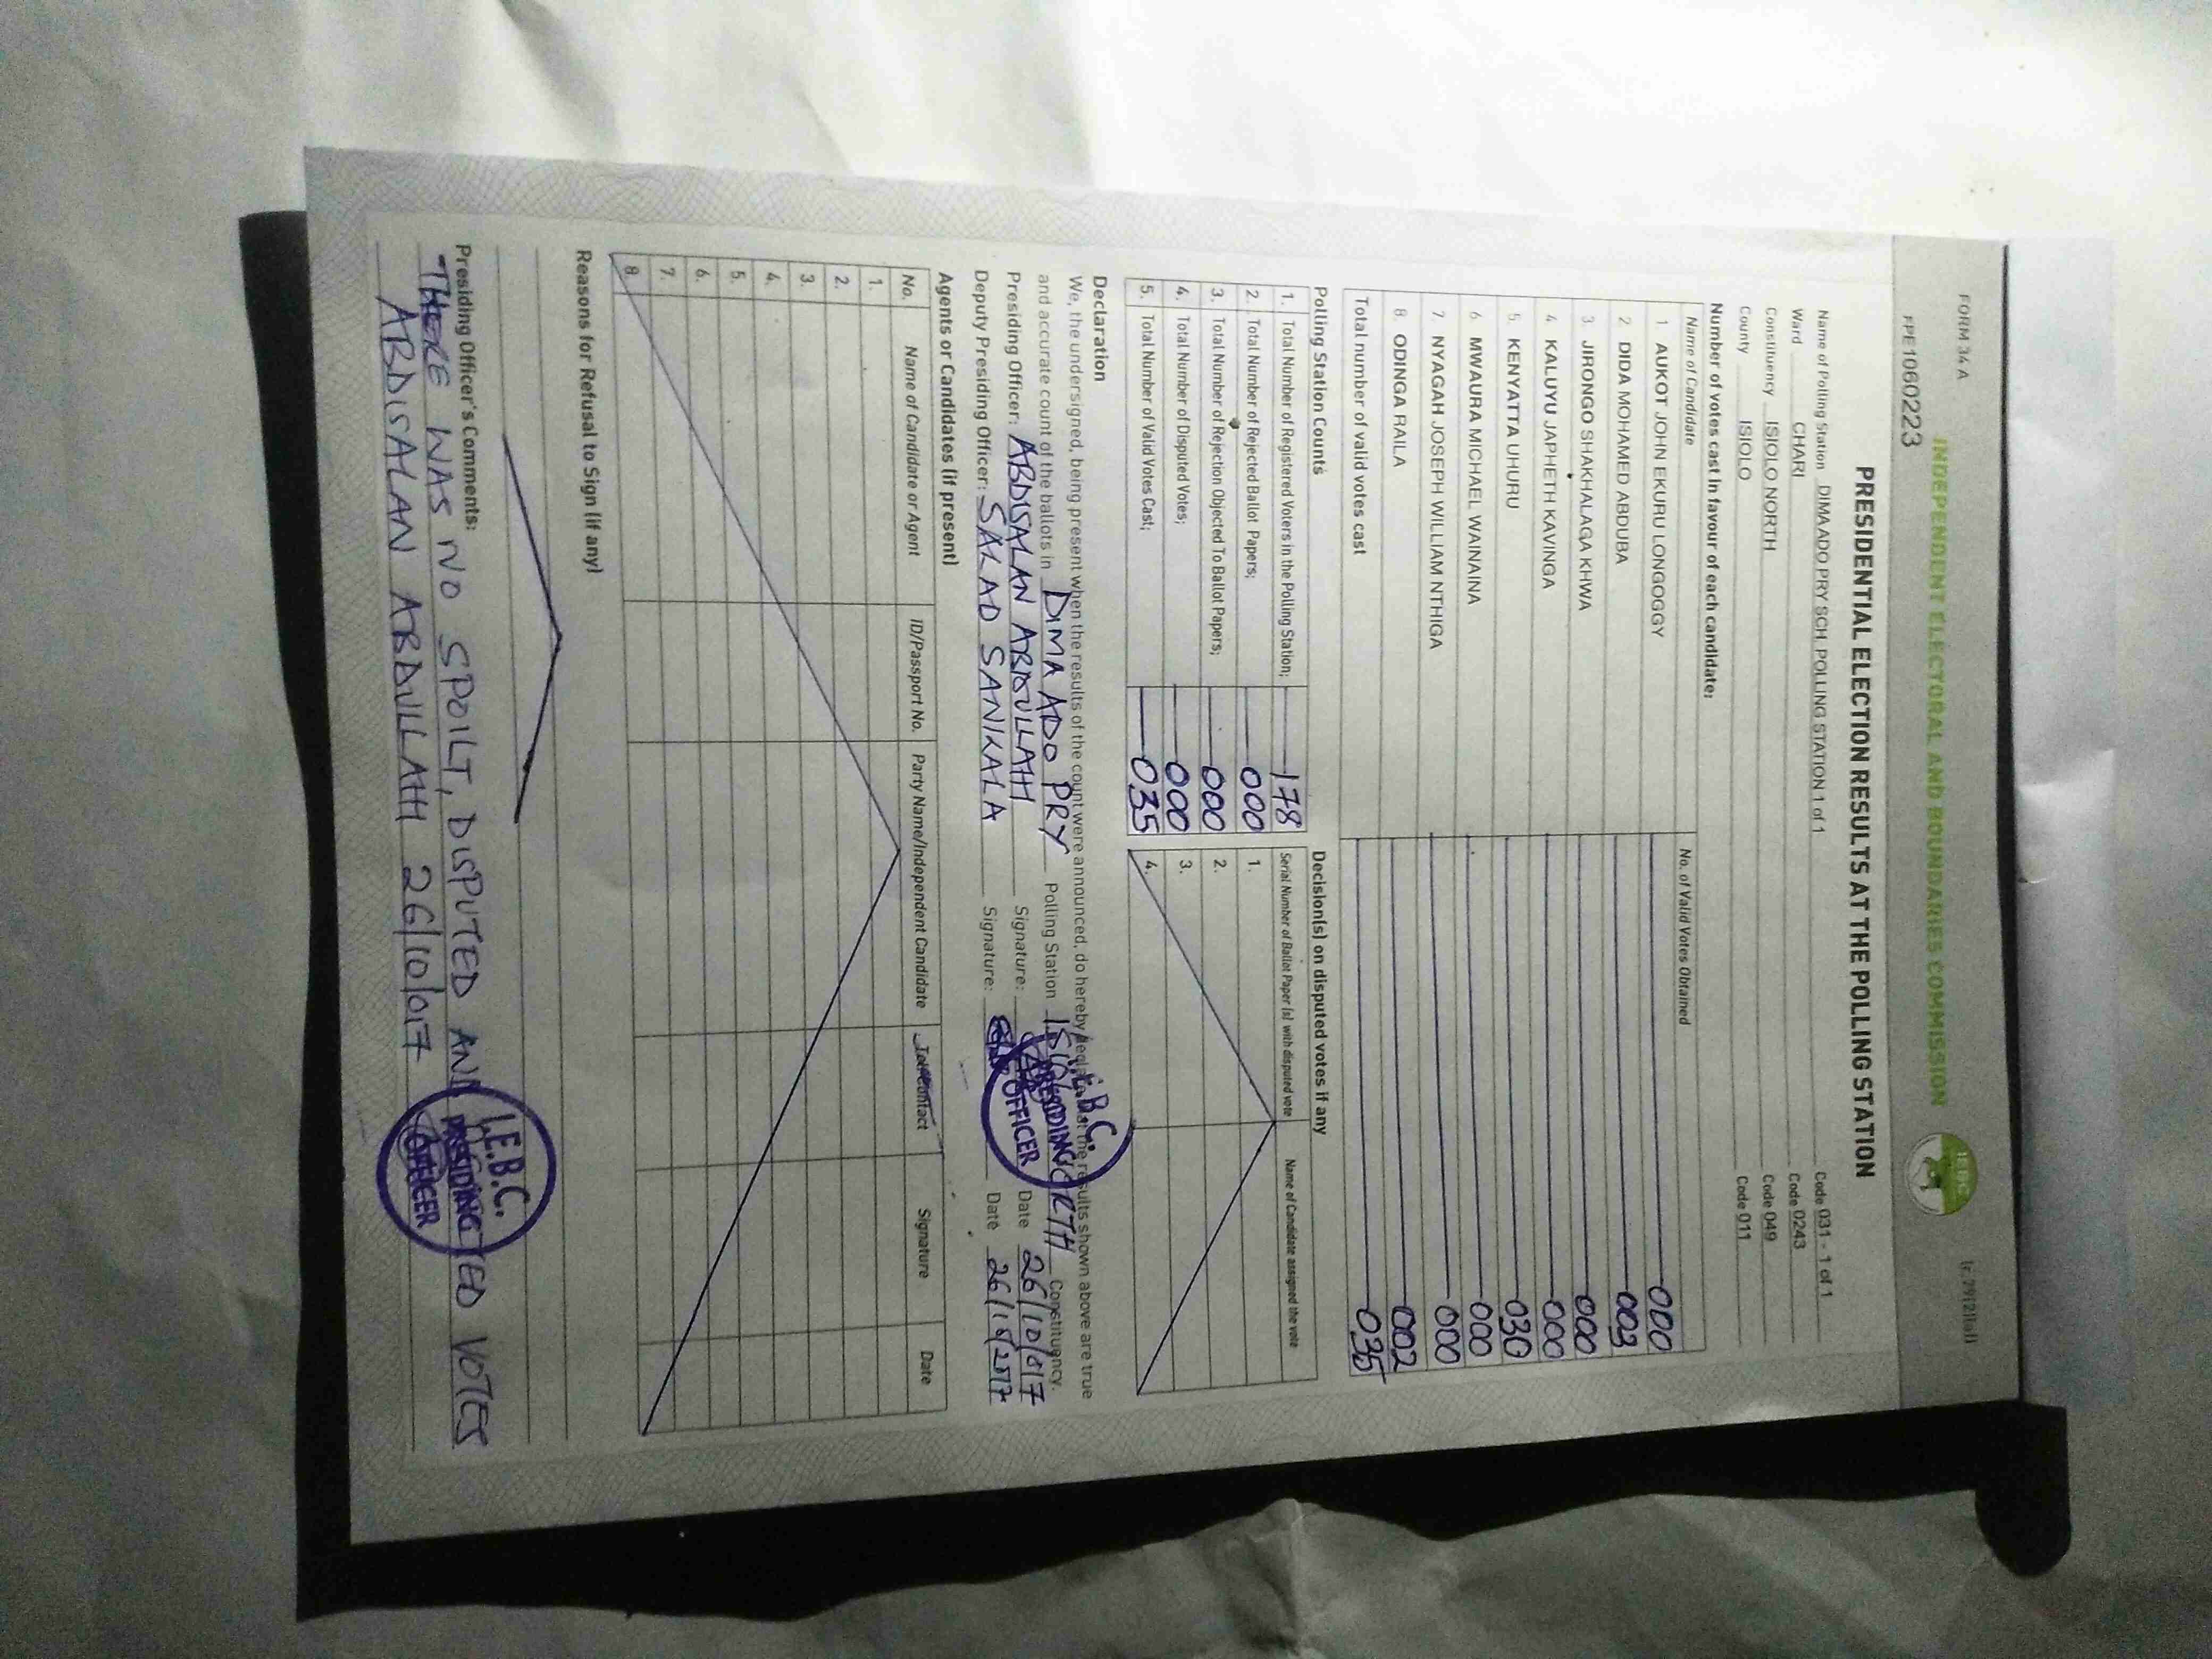 FORM 34A
INDEPENDENT ELECTORAL AND BOUNDARIES COMMISSION
IEBC
FPE1060223
PRESIDENTIAL ELECTION RESULTS AT THE POLLING STATION
Name of Polling Station DIMA ADO PRY SCH. POLLING STATION 1 of 1 Code 031 - 1 of 1
Ward CHARI Code 0243
Constituency ISIOLO NORTH Code 049
County ISIOLO Code 011
Number of votes cast in favour of each candidate:
Name of Candidate No. of Valid Votes Obtained
1 AUKOT JOHN EKURU LONGOGGY 000
2 DIDA MOHAMED ABDUBA 003
3. JIRONGO SHAKHALAGA KHWA 000
4. KALUYU JAPHETH KAVINGA 000
5. KENYATTA UHURU 030
6 MWAURA MICHAEL WAINAINA 000
7 NYAGAH JOSEPH WILLIAM NTHIGA 000
8. ODINGA RAILA 002
Total number of valid votes cast 035
Polling Station Counts Decision(s) on disputed votes if any
1. Total Number of Registered Voters in the Polling Station; 178 Serial Number of Ballot Paper (s) with disputed vote Name of Candidate assigned the vote
2. Total Number of Rejected Ballot Papers; 000 1.
3. Total Number of Rejection Objected To Ballot Papers; 000 2.
4. Total Number of Disputed Votes; 000 3.
5. Total Number of Valid Votes Cast; 035 4.
Declaration
We, the undersigned, being present when the results of the count were announced, do hereby declare that the results shown above are true
and accurate count of the ballots in DIMA ADO PRY Polling Station ISIOLO NORTH Constituency.
Presiding Officer: ABDISALAN ABDULLAHI Signature: Date 26/10/017
Deputy Presiding Officer: SALAD SANKALA Signature: Date 26/10/2017
I.E.B.C.
PRESIDING
OFFICER
Agents or Candidates (if present)
No. Name of Candidate or Agent ID/Passport No. Party Name/Independent Candidate Tel Contact Signature Date
1.
2.
3.
4.
5.
6.
7.
8.
Reasons for Refusal to Sign (if any)
Presiding Officer's Comments:
-THERE WAS NO SPOILT, DISPUTED AND REJECTED VOTES
ABDISALAN ABDULLAHI 26/10/017
I.E.B.C.
PRESIDING
OFFICER